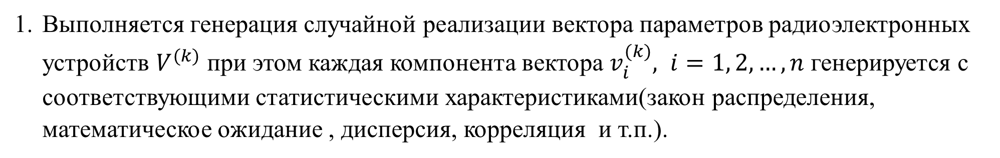 1. Выполняется генерация случайной реализации вектора параметров радиоэлектронных
устройств V^(k) при этом каждая компонента вектора v_i^(k), i = 1, 2, … , n генерируется с
соответствующими статистическими характеристиками(закон распределения,
математическое ожидание , дисперсия, корреляция и т.п.).